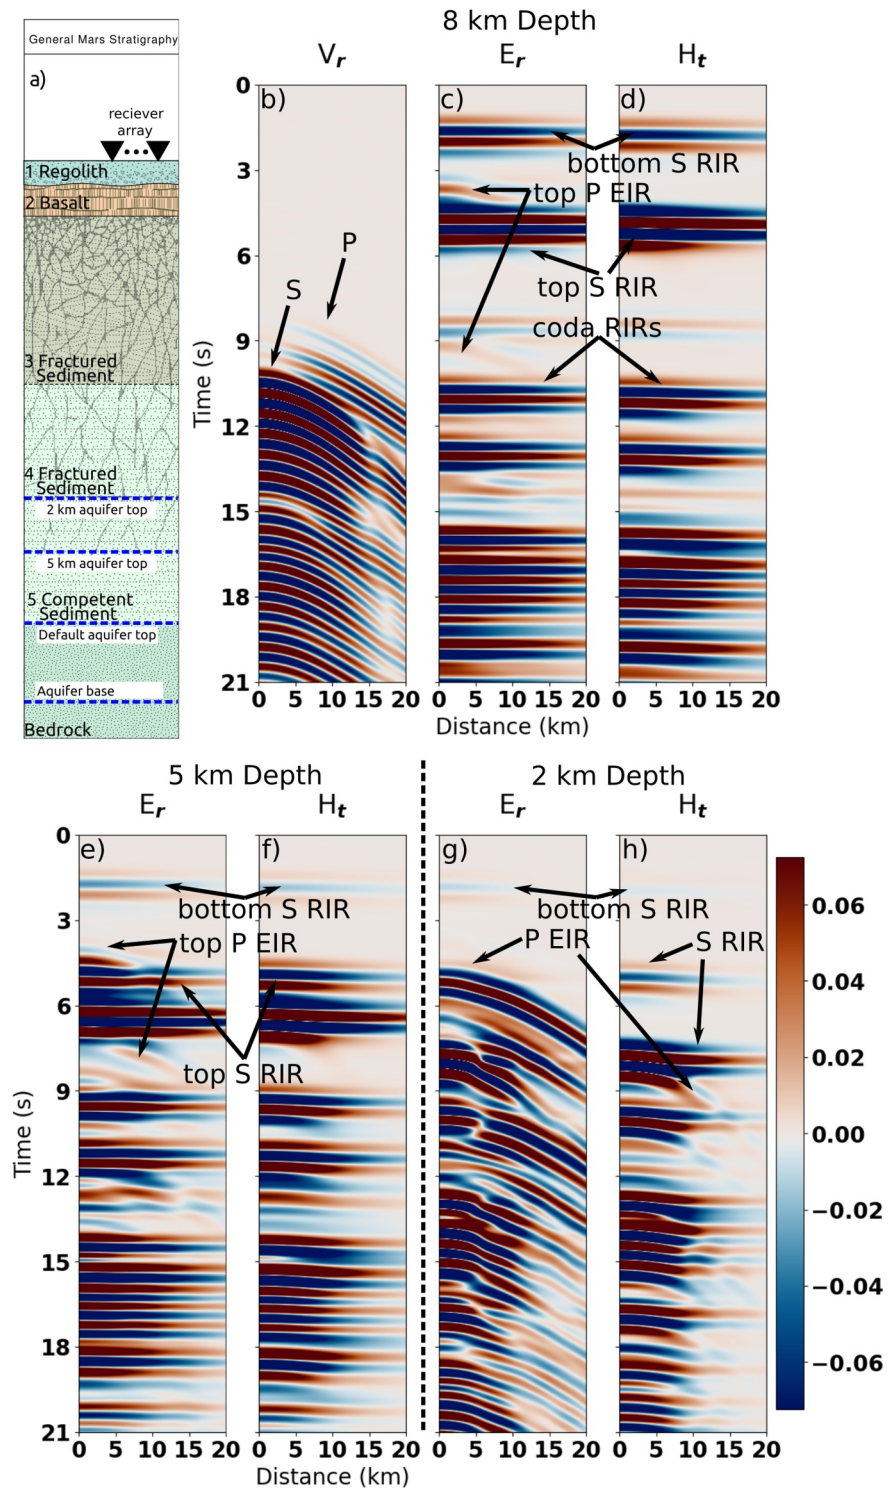 8 km Depth
General Mars Stratigraphy
a)
reciever
array
1 Regolith
2 Basalt
3 Fractured
Sediment
4 Fractured
Sediment
2 km aquifer top
5 km aquifer top
5 Competent
Sediment
Default aquifer top
Aquifer base
Bedrock
Vr
Er
Ht
b)
c)
d)
P
S
bottom S RIR
top P EIR
top S RIR
coda RIRs
Time (s)
0
3
6
9
12
15
18
21
0 5 10 15 20
0 5 10 15 20
0 5 10 15 20
Distance (km)
5 km Depth
2 km Depth
Er
Ht
Er
Ht
e)
f)
g)
h)
bottom S RIR
top P EIR
top S RIR
bottom S RIR
P EIR
S RIR
Time (s)
0
3
6
9
12
15
18
21
0 5 10 15 20
0 5 10 15 20
0 5 10 15 20
0 5 10 15 20
Distance (km)
0.06
0.04
0.02
0.00
−0.02
−0.04
−0.06